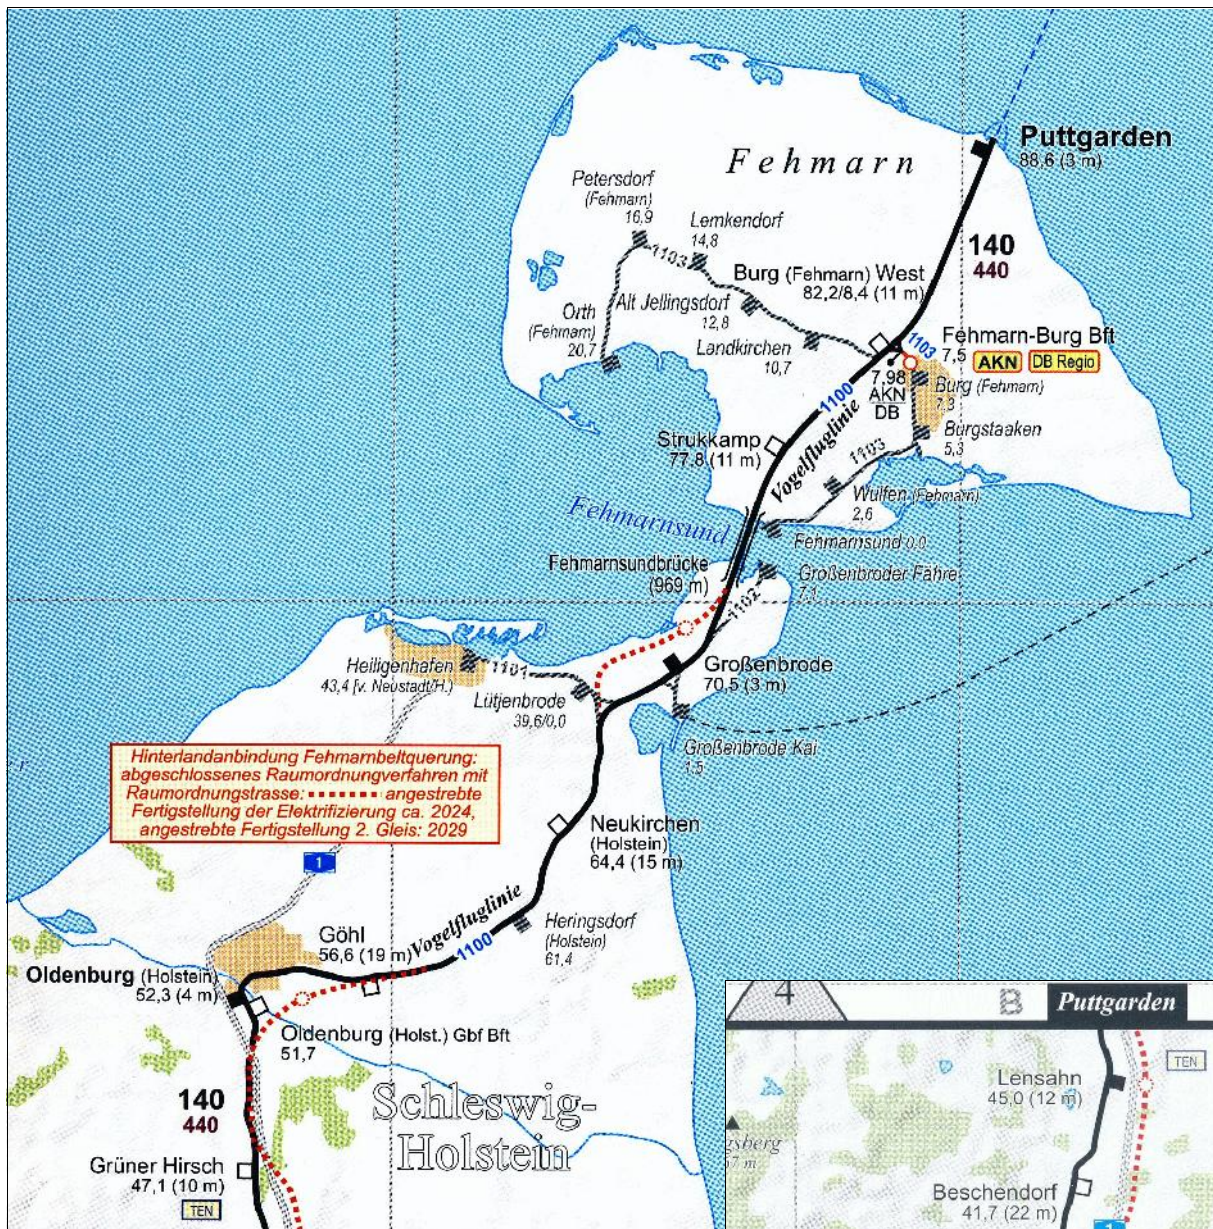 Puttgarden
88,6 (3 m)
Fehmarn
Petersdorf
(Fehmarn)
16,9
Lemkendorf
14,8
1103
140
440
Burg (Fehmarn) West
82,2/8,4 (11 m)
Orth
(Fehmarn)
20,7
Alt Jellingsdorf
12,8
Landkirchen
10,7
1103
Fehmarn-Burg Bft
7,5
AKN
DB Regio
7,98
AKN
DB
Burg (Fehmarn)
7,3
1100
Vogelfluglinie
Strukkamp
77,8 (11 m)
Burgstaaken
5,3
1103
Wulfen (Fehmarn)
2,6
Fehmarnsund
Fehmarnsund 0,0
Fehmarnsundbrücke
(969 m)
Großenbroder Fähre
7,1
1102
Heiligenhafen
43,4 [v. Neustadt/H.)
1101
Großenbrode
70,5 (3 m)
Lütjenbrode
39,6/0,0
Großenbrode Kai
1,5
Hinterlandanbindung Fehmarnbeltquerung:
abgeschlossenes Raumordnungverfahren mit
Raumordnungstrasse: angestrebte
Fertigstellung der Elektrifizierung ca. 2024,
angestrebte Fertigstellung 2. Gleis: 2029
Neukirchen
(Holstein)
64,4 (15 m)
1
Vogelfluglinie
1100
Heringsdorf
(Holstein)
61,4
Göhl
56,6 (19 m)
Oldenburg (Holstein)
52,3 (4 m)
Oldenburg (Holst.) Gbf Bft
51,7
140
440
Schleswig-
Holstein
Grüner Hirsch
47,1 (10 m)
TEN
4
B
Puttgarden
TEN
Lensahn
45,0 (12 m)
Beschendorf
41,7 (22 m)
1